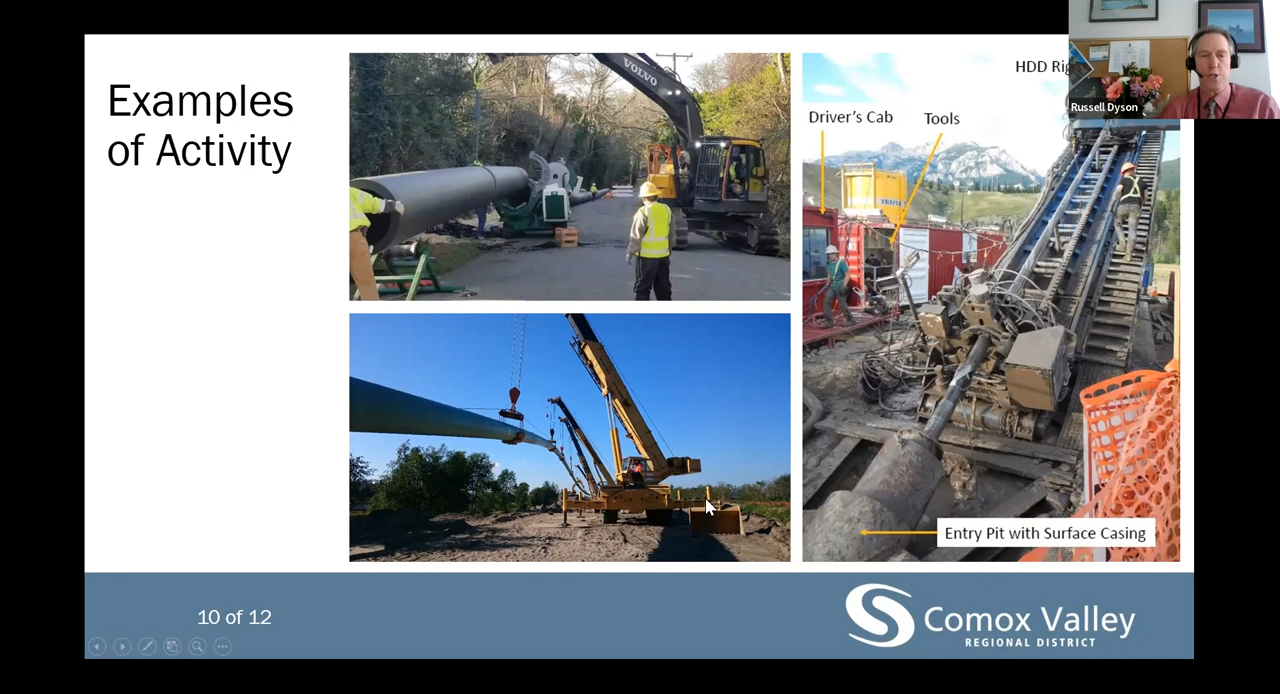 Examples
of Activity
VOLVO
HDD
Russell Dyson
Driver's Cab
Tools
Entry Pit with Surface Casing
10 of 12
Comox Valley
REGIONAL DISTRICT